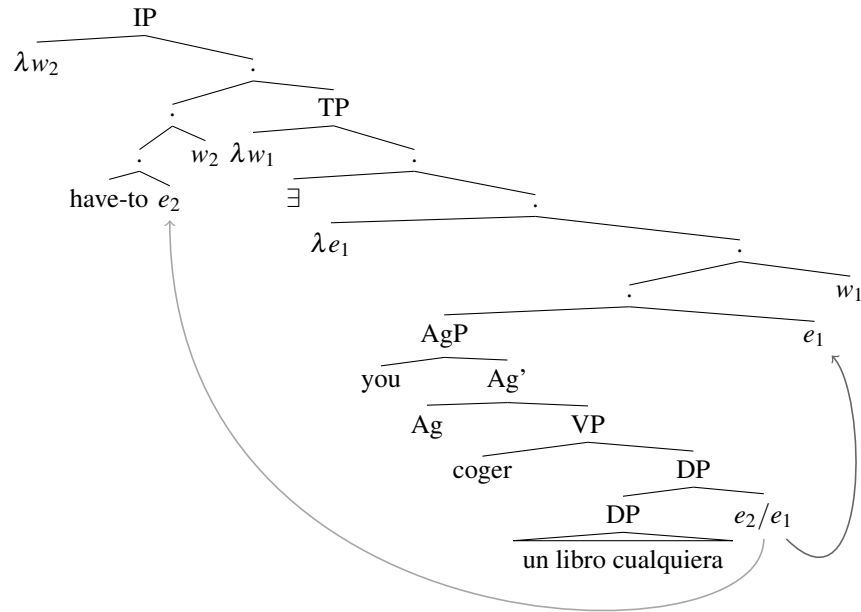 IP
λw₂ .
. TP
. w₂ λw₁ .
have-to e₂ ∃ .
λe₁ .
. w₁
AgP e₁
you Ag’
Ag VP
coger DP
DP e₂/e₁
un libro cualquiera